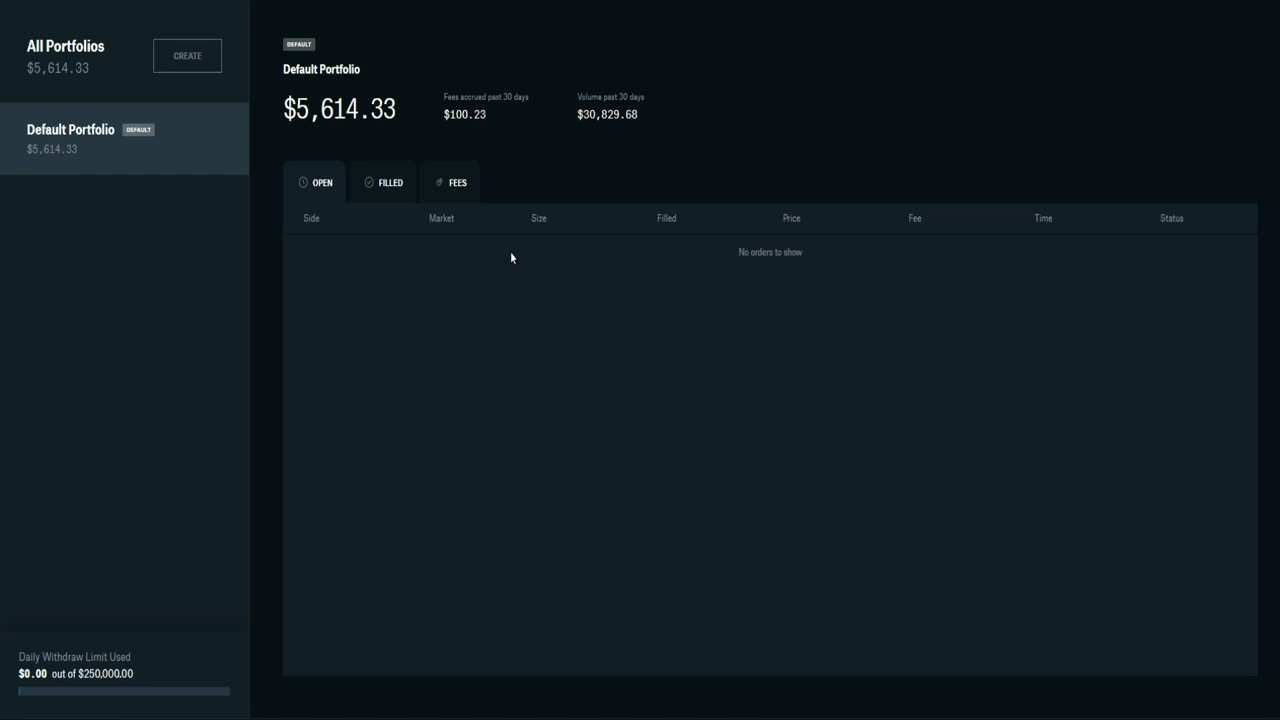 All Portfolios
$5,614.33
CREATE
Default Portfolio DEFAULT
$5,614.33
Daily Withdraw Limit Used
$0.00 out of $250,000.00
DEFAULT
Default Portfolio
$5,614.33
Fees accrued past 30 days
$100.23
Volume past 30 days
$30,829.68
OPEN FILLED FEES
Side Market Size Filled Price Fee Time Status
No orders to show